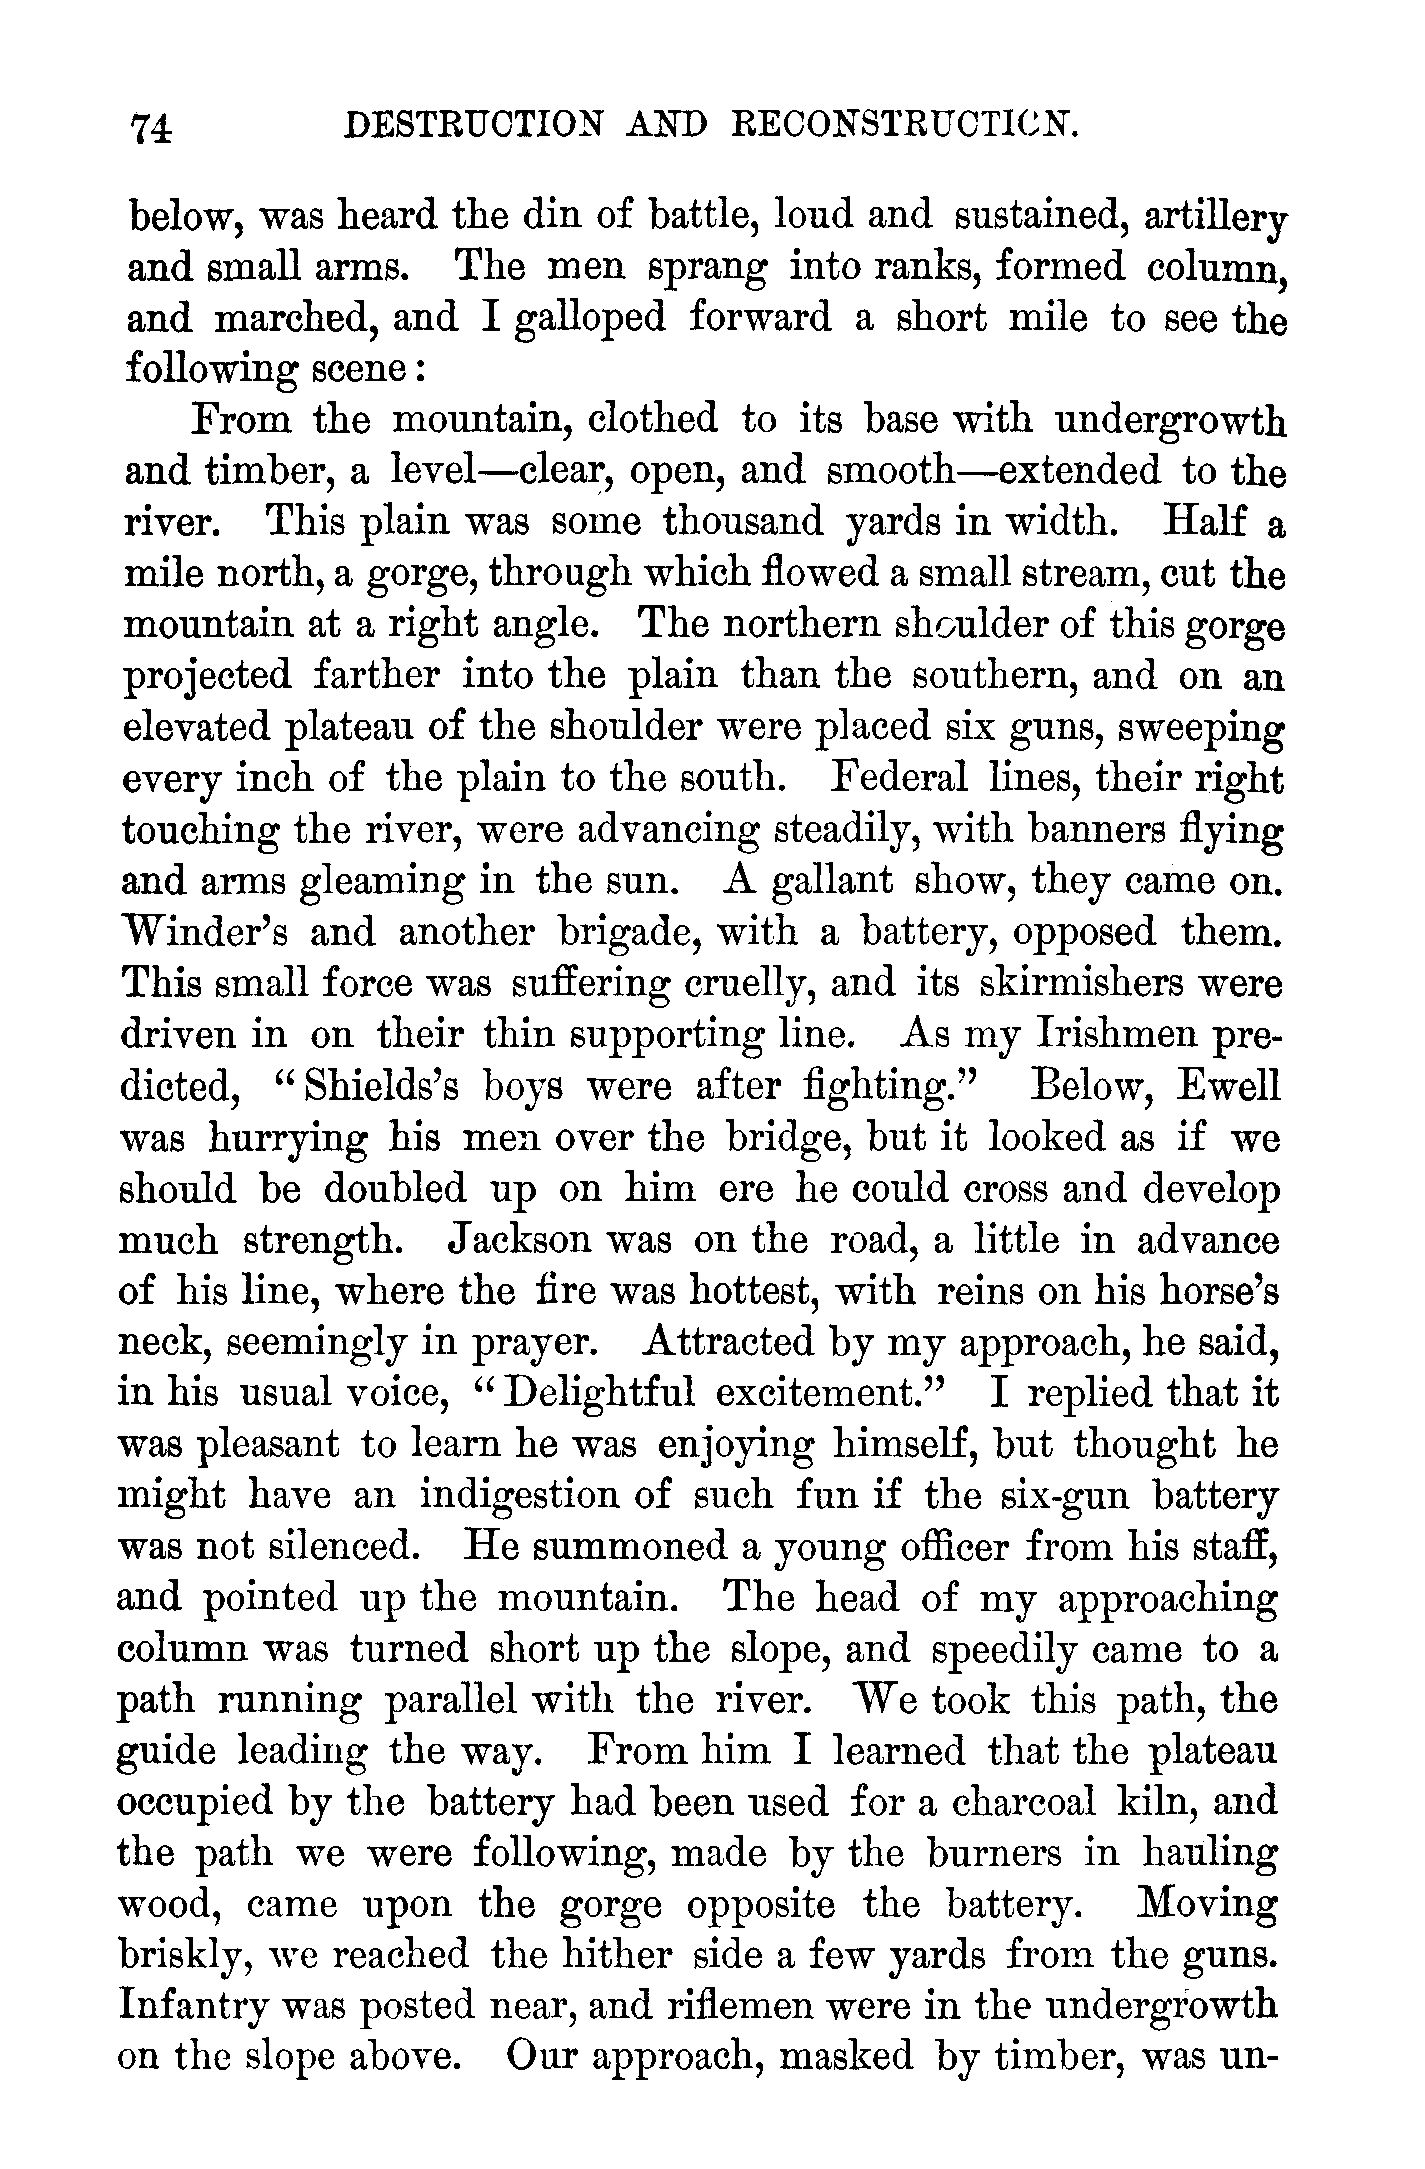 74 DESTRUCTION AND RECONSTRUCTION.
below, was heard the din of battle, loud and sustained, artillery
and small arms. The men sprang into ranks, formed column,
and marched, and I galloped forward a short mile to see the
following scene:
From the mountain, clothed to its base with undergrowth
and timber, a level—clear, open, and smooth—extended to the
river. This plain was some thousand yards in width. Half a
mile north, a gorge, through which flowed a small stream, cut the
mountain at a right angle. The northern shoulder of this gorge
projected farther into the plain than the southern, and on an
elevated plateau of the shoulder were placed six guns, sweeping
every inch of the plain to the south. Federal lines, their right
touching the river, were advancing steadily, with banners flying
and arms gleaming in the sun. A gallant show, they came on.
Winder's and another brigade, with a battery, opposed them.
This small force was suffering cruelly, and its skirmishers were
driven in on their thin supporting line. As my Irishmen pre-
dicted, "Shields's boys were after fighting." Below, Ewell
was hurrying his men over the bridge, but it looked as if we
should be doubled up on him ere he could cross and develop
much strength. Jackson was on the road, a little in advance
of his line, where the fire was hottest, with reins on his horse's
neck, seemingly in prayer. Attracted by my approach, he said,
in his usual voice, "Delightful excitement." I replied that it
was pleasant to learn he was enjoying himself, but thought he
might have an indigestion of such fun if the six-gun battery
was not silenced. He summoned a young officer from his staff,
and pointed up the mountain. The head of my approaching
column was turned short up the slope, and speedily came to a
path running parallel with the river. We took this path, the
guide leading the way. From him I learned that the plateau
occupied by the battery had been used for a charcoal kiln, and
the path we were following, made by the burners in hauling
wood, came upon the gorge opposite the battery. Moving
briskly, we reached the hither side a few yards from the guns.
Infantry was posted near, and riflemen were in the undergrowth
on the slope above. Our approach, masked by timber, was un-